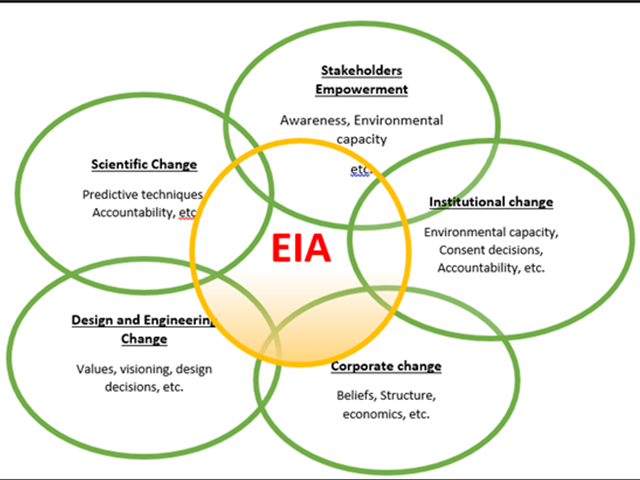 Stakeholders
Empowerment
Awareness, Environmental
capacity
etc.
Scientific Change
Predictive techniques
Accountability, etc
Institutional change
Environmental capacity,
Consent decisions,
Accountability, etc.
EIA
Design and Engineering
Change
Values, visioning, design
decisions, etc.
Corporate change
Beliefs, Structure,
economics, etc.